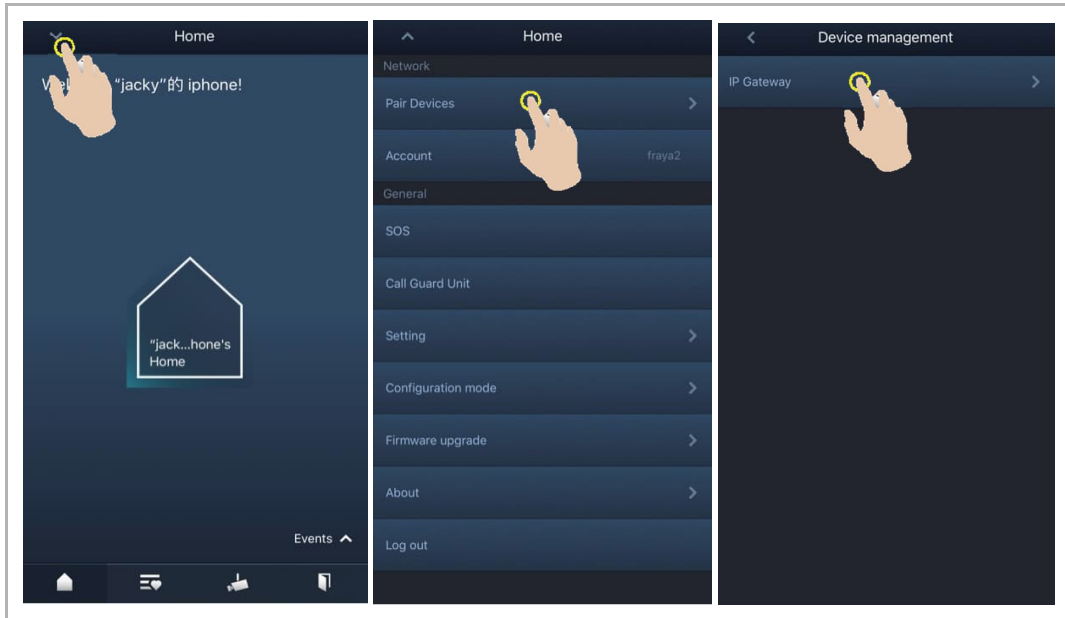 Home
"jacky"的 iphone!
"jack...hone's
Home
Events
Home
Network
Pair Devices
Account fraya2
General
SOS
Call Guard Unit
Setting
Configuration mode
Firmware upgrade
About
Log out
Device management
IP Gateway